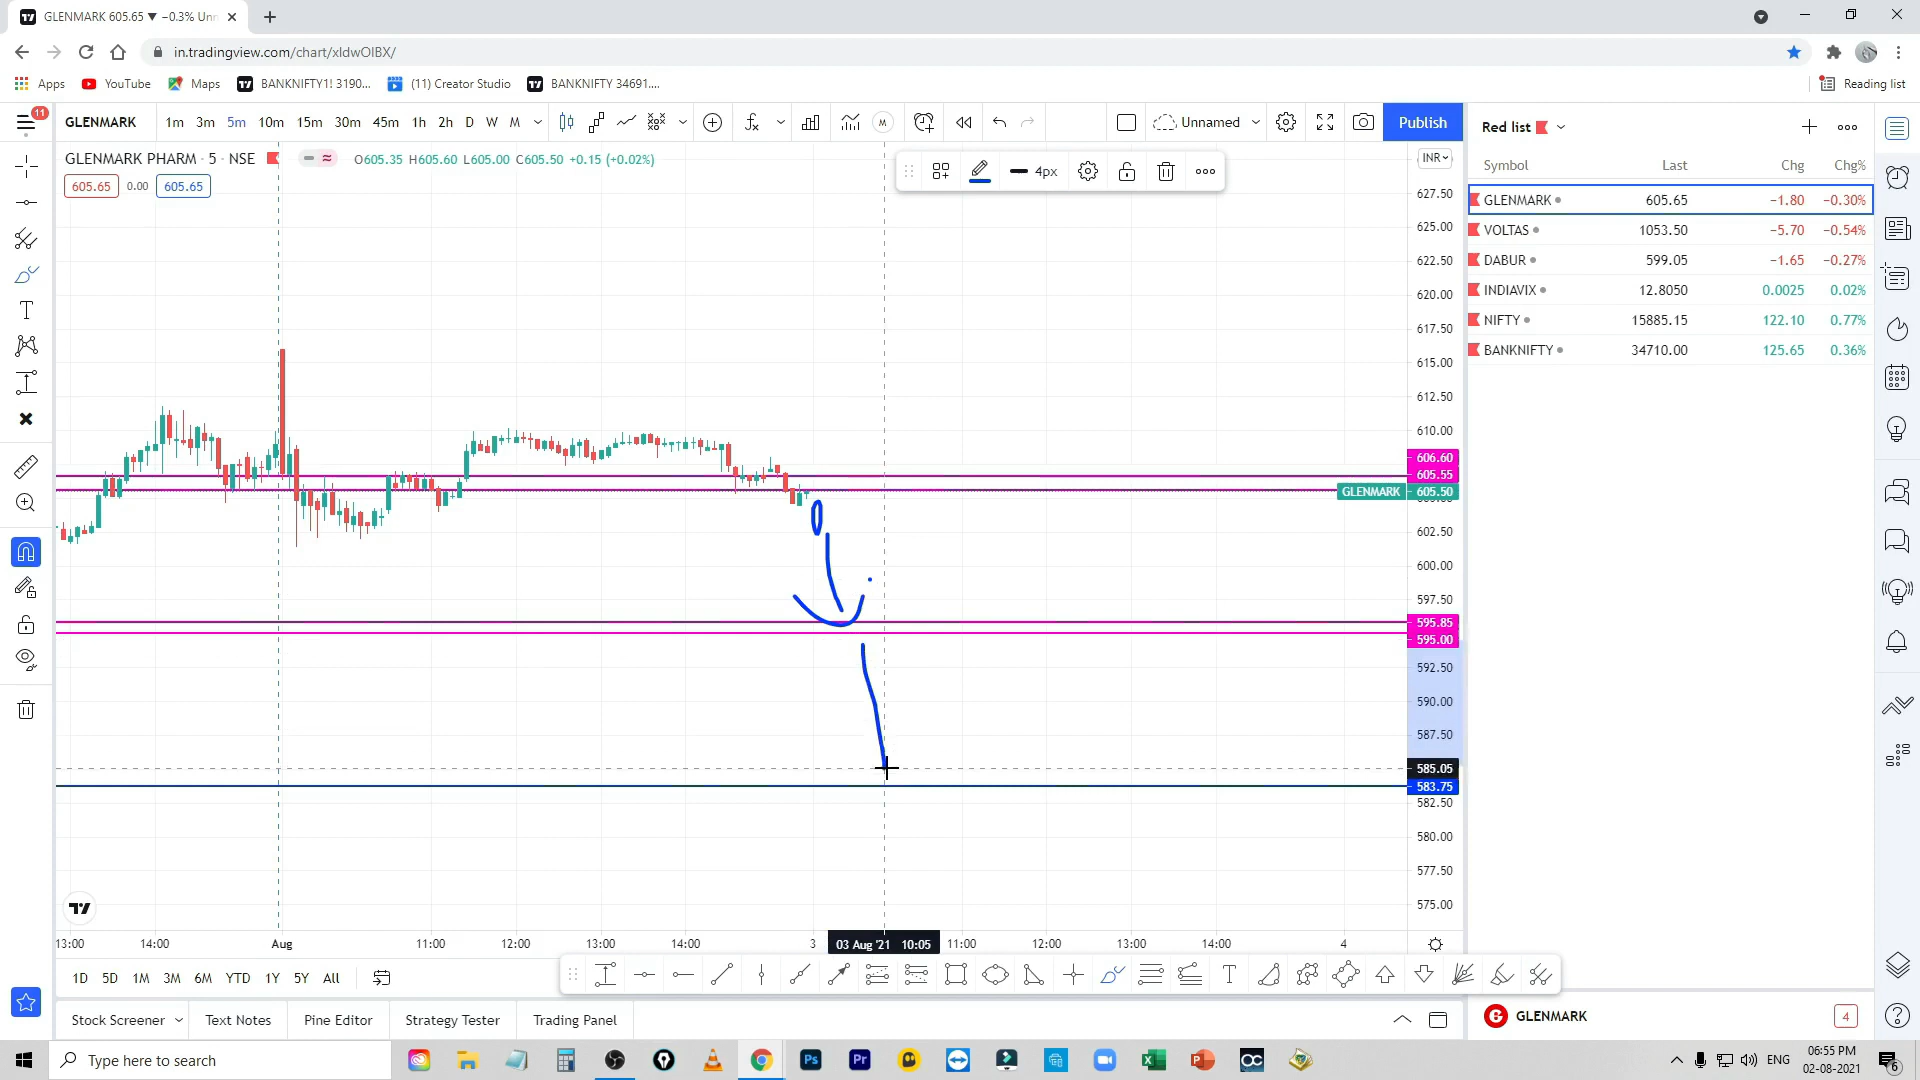 GLENMARK 605.65 ▼ −0.3% Unn
in.tradingview.com/chart/xIdwOIBX/
Apps YouTube Maps BANKNIFTY1! 3190... (11) Creator Studio BANKNIFTY 34691.... Reading list
11
GLENMARK 1m 3m 5m 10m 15m 30m 45m 1h 2h D W M M Unnamed Publish
GLENMARK PHARM · 5 · NSE O605.35 H605.60 L605.00 C605.50 +0.15 (+0.02%)
605.65 0.00 605.65
4px
INR
627.50
625.00
622.50
620.00
617.50
615.00
612.50
610.00
606.60
605.55
GLENMARK 605.50
602.50
600.00
597.50
595.85
595.00
592.50
590.00
587.50
585.05
583.75
582.50
580.00
577.50
575.00
13:00 14:00 Aug 11:00 12:00 13:00 14:00 3 03 Aug '21 10:05 11:00 12:00 13:00 14:00 4
1D 5D 1M 3M 6M YTD 1Y 5Y All
Stock Screener Text Notes Pine Editor Strategy Tester Trading Panel
Red list
Symbol Last Chg Chg%
GLENMARK 605.65 −1.80 −0.30%
VOLTAS 1053.50 −5.70 −0.54%
DABUR 599.05 −1.65 −0.27%
INDIAVIX 12.8050 0.0025 0.02%
NIFTY 15885.15 122.10 0.77%
BANKNIFTY 34710.00 125.65 0.36%
GLENMARK 4
Type here to search
Ps Pr CC
ENG
06:55 PM
02-08-2021
6